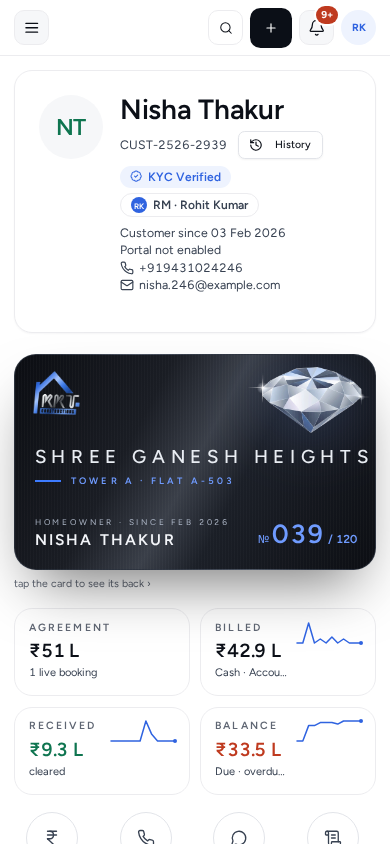 9+
RK
NT
Nisha Thakur
CUST-2526-2939
History
KYC Verified
RK RM · Rohit Kumar
Customer since 03 Feb 2026
Portal not enabled
+919431024246
nisha.246@example.com
SHREE GANESH HEIGHTS
TOWER A · FLAT A-503
HOMEOWNER · SINCE FEB 2026
NISHA THAKUR
№ 039 / 120
tap the card to see its back ›
AGREEMENT
₹51 L
1 live booking
BILLED
₹42.9 L
Cash · Accou…
RECEIVED
₹9.3 L
cleared
BALANCE
₹33.5 L
Due · overdu…
₹